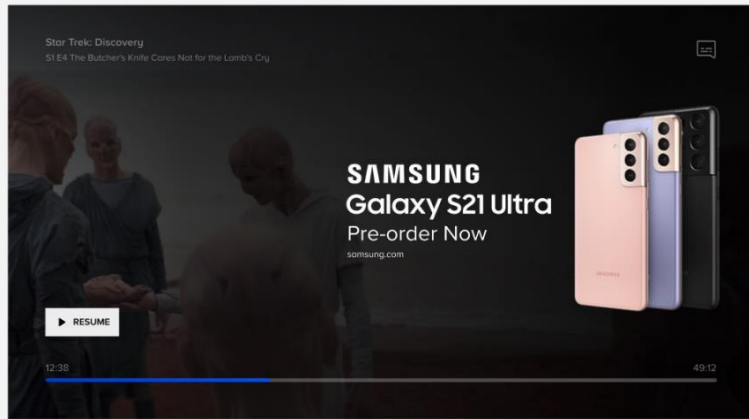 Star Trek: Discovery
S1 E4 The Butcher's Knife Cares Not for the Lamb's Cry
SAMSUNG
Galaxy S21 Ultra
Pre-order Now
samsung.com
SAMSUNG
RESUME
12:38
49:12